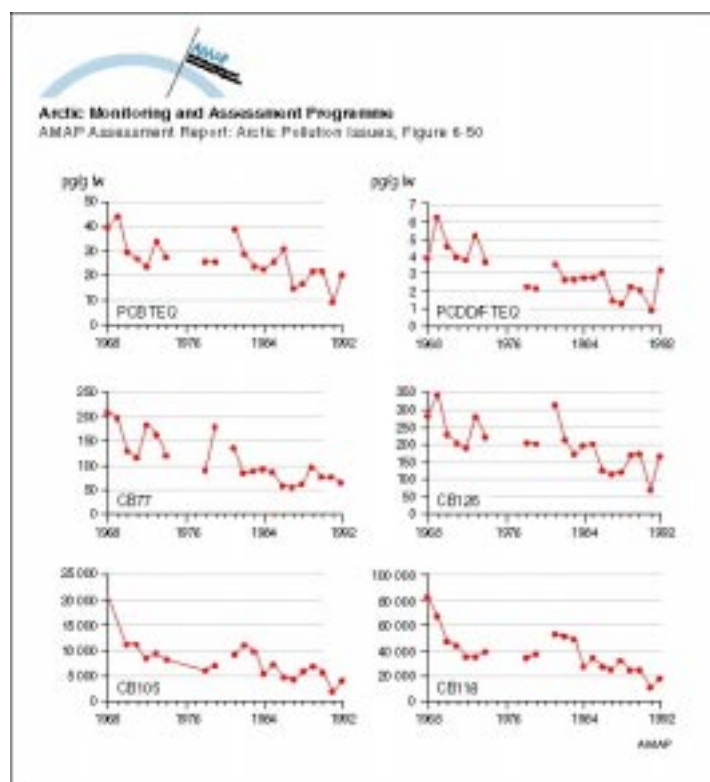 AMAP
Arctic Monitoring and Assessment Programme
AMAP Assessment Report: Arctic Pollution Issues, Figure 6-50
pg/g lw
50
40
30
20
10
0
PCB TEQ
1968 1976 1984 1992
pg/g lw
7
6
5
4
3
2
1
0
PCDD/F TEQ
1968 1976 1984 1992
250
200
150
100
50
0
CB77
1968 1976 1984 1992
350
300
250
200
150
100
50
0
CB126
1968 1976 1984 1992
25 000
20 000
15 000
10 000
5 000
0
CB105
1968 1976 1984 1992
100 000
80 000
60 000
40 000
20 000
0
CB118
1968 1976 1984 1992
AMAP